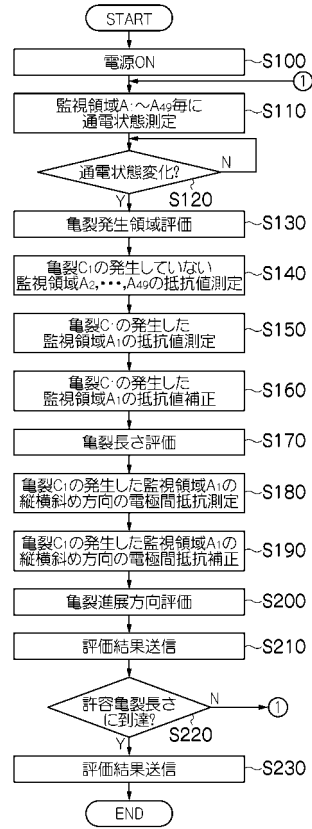 START
電源ON
S100
①
監視領域A₁～A₄₉毎に
通電状態測定
S110
通電状態変化?
N
S120
Y
亀裂発生領域評価
S130
亀裂C₁の発生していない
監視領域A₂,・・・,A₄₉の抵抗値測定
S140
亀裂C₁の発生した
監視領域A₁の抵抗値測定
S150
亀裂C₁の発生した
監視領域A₁の抵抗値補正
S160
亀裂長さ評価
S170
亀裂C₁の発生した監視領域A₁の
縦横斜め方向の電極間抵抗測定
S180
亀裂C₁の発生した監視領域A₁の
縦横斜め方向の電極間抵抗補正
S190
亀裂進展方向評価
S200
評価結果送信
S210
許容亀裂長さ
に到達?
N
①
S220
Y
評価結果送信
S230
END